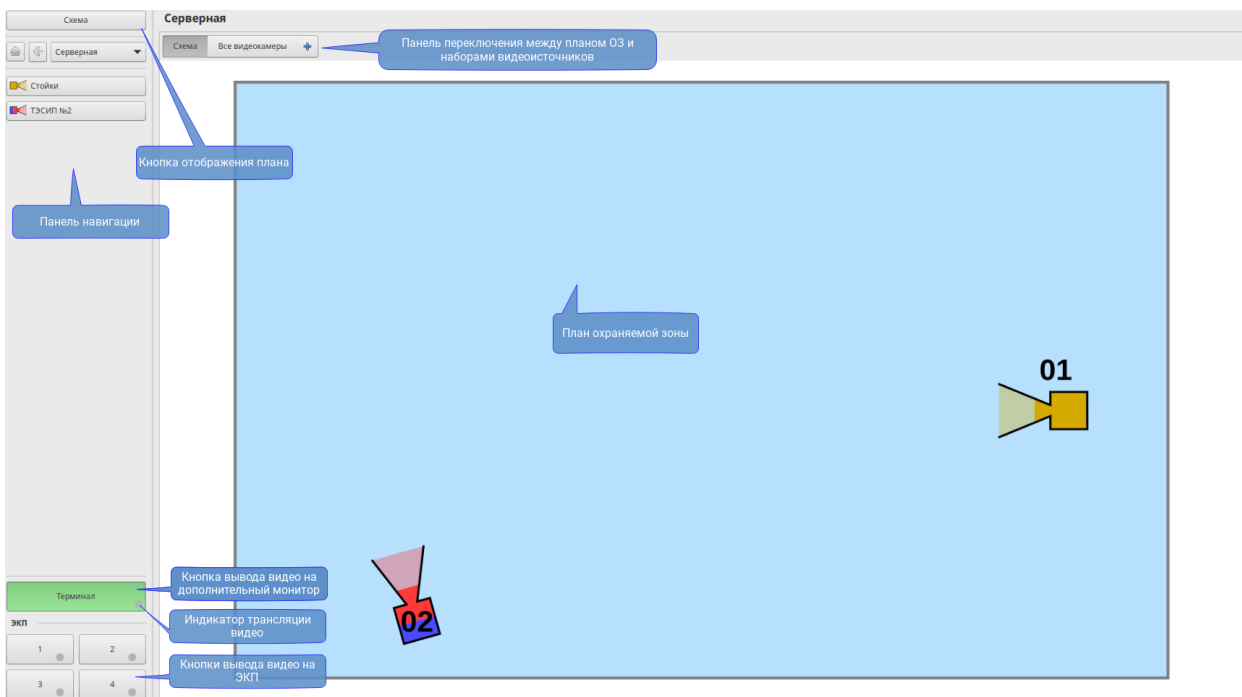 Схема
Серверная
Серверная
Схема
Все видеокамеры
Панель переключения между планом ОЗ и
наборами видеоисточников
Стойки
ТЭСИП №2
Кнопка отображения плана
Панель навигации
План охраняемой зоны
01
02
Кнопка вывода видео на
дополнительный монитор
Терминал
Индикатор трансляции
видео
ЭКП
1
2
Кнопки вывода видео на
ЭКП
3
4